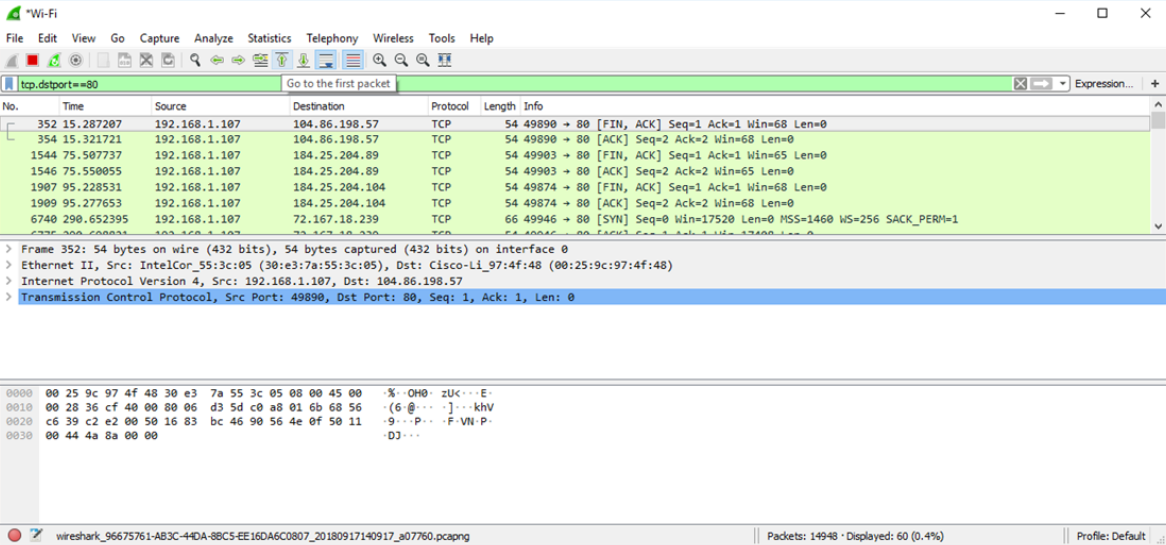 *Wi-Fi
File Edit View Go Capture Analyze Statistics Telephony Wireless Tools Help
tcp.dstport==80 Go to the first packet Expression... +
No. Time Source Destination Protocol Length Info
352 15.287207 192.168.1.107 104.86.198.57 TCP 54 49890 → 80 [FIN, ACK] Seq=1 Ack=1 Win=68 Len=0
354 15.321721 192.168.1.107 104.86.198.57 TCP 54 49890 → 80 [ACK] Seq=2 Ack=2 Win=68 Len=0
1544 75.507737 192.168.1.107 184.25.204.89 TCP 54 49903 → 80 [FIN, ACK] Seq=1 Ack=1 Win=65 Len=0
1546 75.550055 192.168.1.107 184.25.204.89 TCP 54 49903 → 80 [ACK] Seq=2 Ack=2 Win=65 Len=0
1907 95.228531 192.168.1.107 184.25.204.104 TCP 54 49874 → 80 [FIN, ACK] Seq=1 Ack=1 Win=68 Len=0
1909 95.277653 192.168.1.107 184.25.204.104 TCP 54 49874 → 80 [ACK] Seq=2 Ack=2 Win=68 Len=0
6740 290.652395 192.168.1.107 72.167.18.239 TCP 66 49946 → 80 [SYN] Seq=0 Win=17520 Len=0 MSS=1460 WS=256 SACK_PERM=1
Frame 352: 54 bytes on wire (432 bits), 54 bytes captured (432 bits) on interface 0
Ethernet II, Src: IntelCor_55:3c:05 (30:e3:7a:55:3c:05), Dst: Cisco-Li_97:4f:48 (00:25:9c:97:4f:48)
Internet Protocol Version 4, Src: 192.168.1.107, Dst: 104.86.198.57
Transmission Control Protocol, Src Port: 49890, Dst Port: 80, Seq: 1, Ack: 1, Len: 0
0000 00 25 9c 97 4f 48 30 e3 7a 55 3c 05 08 00 45 00 ·%··OH0· zU<···E·
0010 00 28 36 cf 40 00 80 06 d3 5d c0 a8 01 6b 68 56 ·(6·@··· ·]···khV
0020 c6 39 c2 e2 00 50 16 83 bc 46 90 56 4e 0f 50 11 ·9···P·· ·F·VN·P·
0030 00 44 4a 8a 00 00 ·DJ···
wireshark_96675761-AB3C-44DA-8BC5-EE16DA6C0807_20180917140917_a07760.pcapng Packets: 14948 · Displayed: 60 (0.4%) Profile: Default